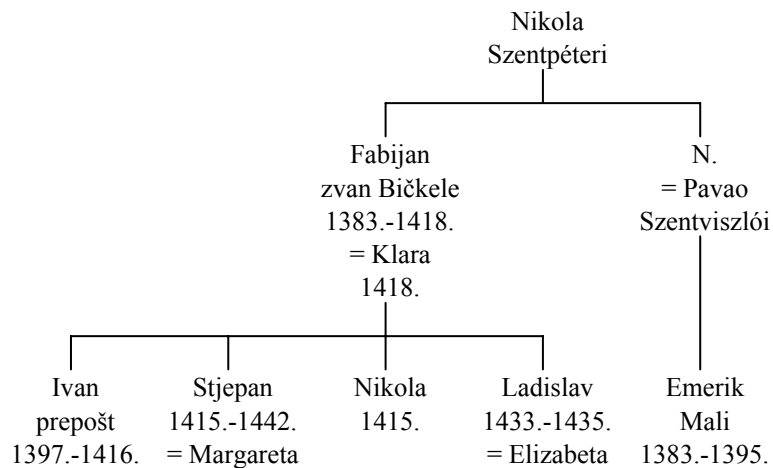 Nikola
Szentpéteri
Fabijan
zvan Bičkele
1383.-1418.
= Klara
1418.
N.
= Pavao
Szentviszlói
Ivan
prepošt
1397.-1416.
Stjepan
1415.-1442.
= Margareta
Nikola
1415.
Ladislav
1433.-1435.
= Elizabeta
Emerik
Mali
1383.-1395.